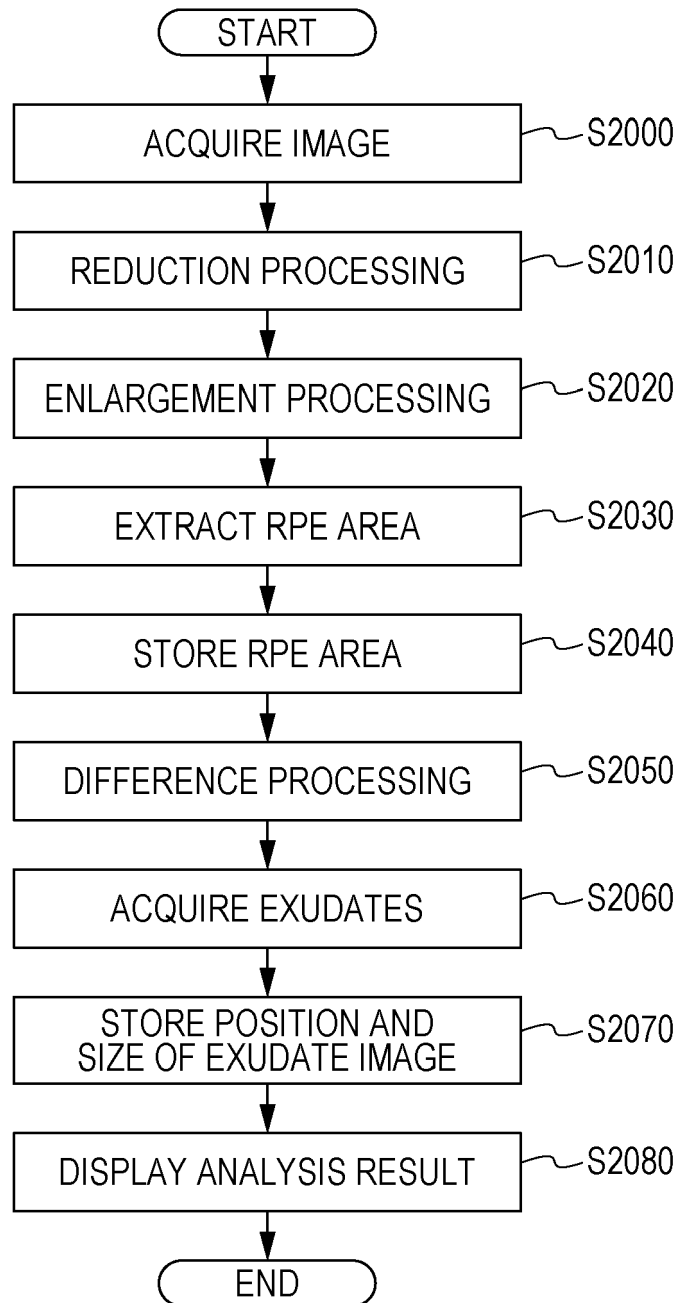 START
ACQUIRE IMAGE
S2000
REDUCTION PROCESSING
S2010
ENLARGEMENT PROCESSING
S2020
EXTRACT RPE AREA
S2030
STORE RPE AREA
S2040
DIFFERENCE PROCESSING
S2050
ACQUIRE EXUDATES
S2060
STORE POSITION AND
SIZE OF EXUDATE IMAGE
S2070
DISPLAY ANALYSIS RESULT
S2080
END